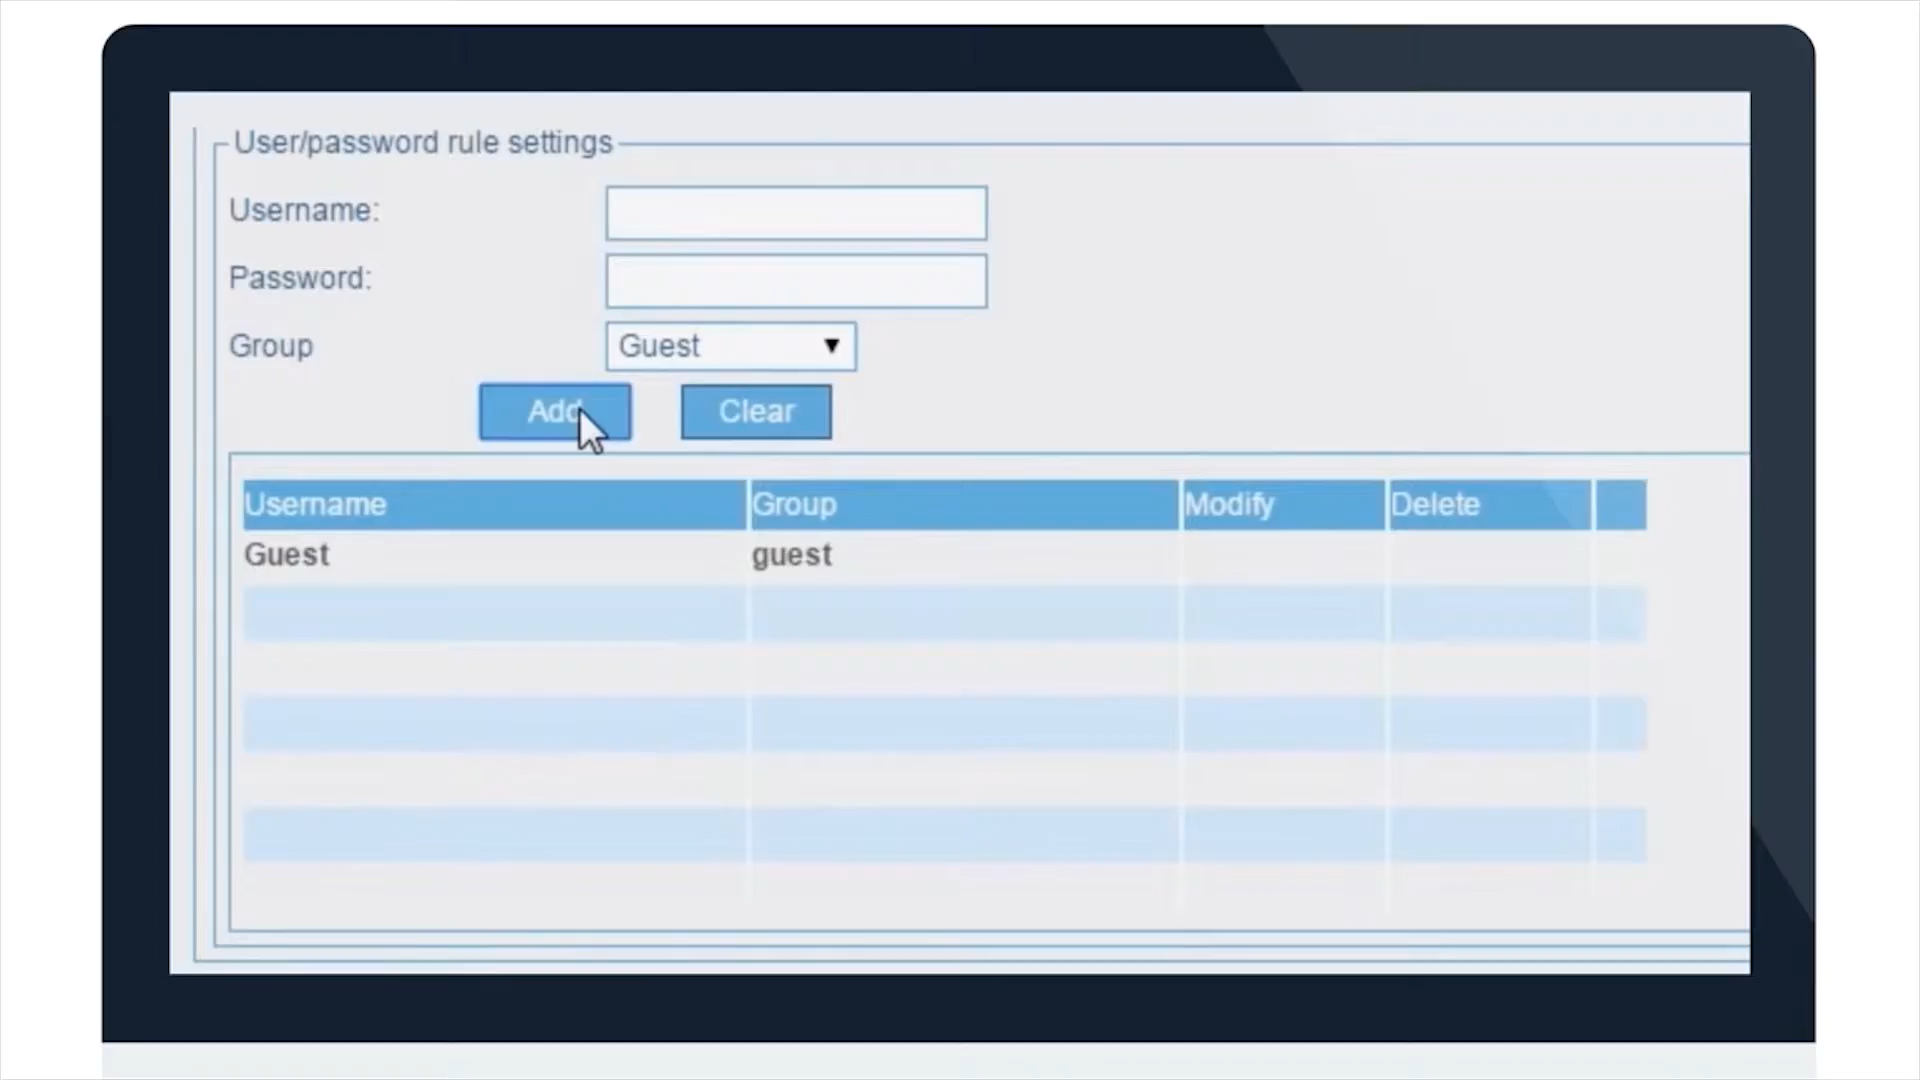 User/password rule settings
Username:
Password:
Group Guest
Add Clear
Username Group Modify Delete
Guest guest